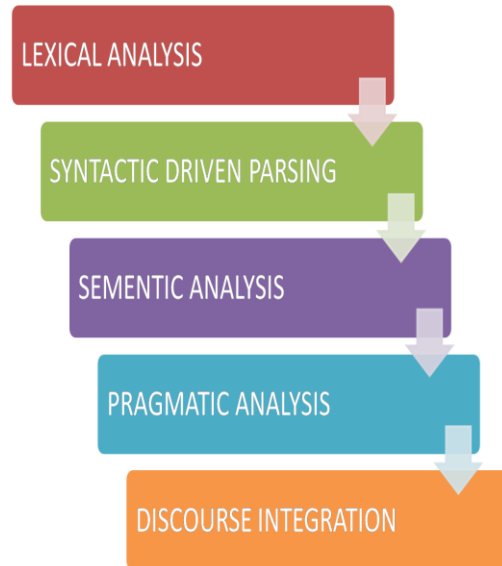 LEXICAL ANALYSIS
SYNTACTIC DRIVEN PARSING
SEMENTIC ANALYSIS
PRAGMATIC ANALYSIS
DISCOURSE INTEGRATION